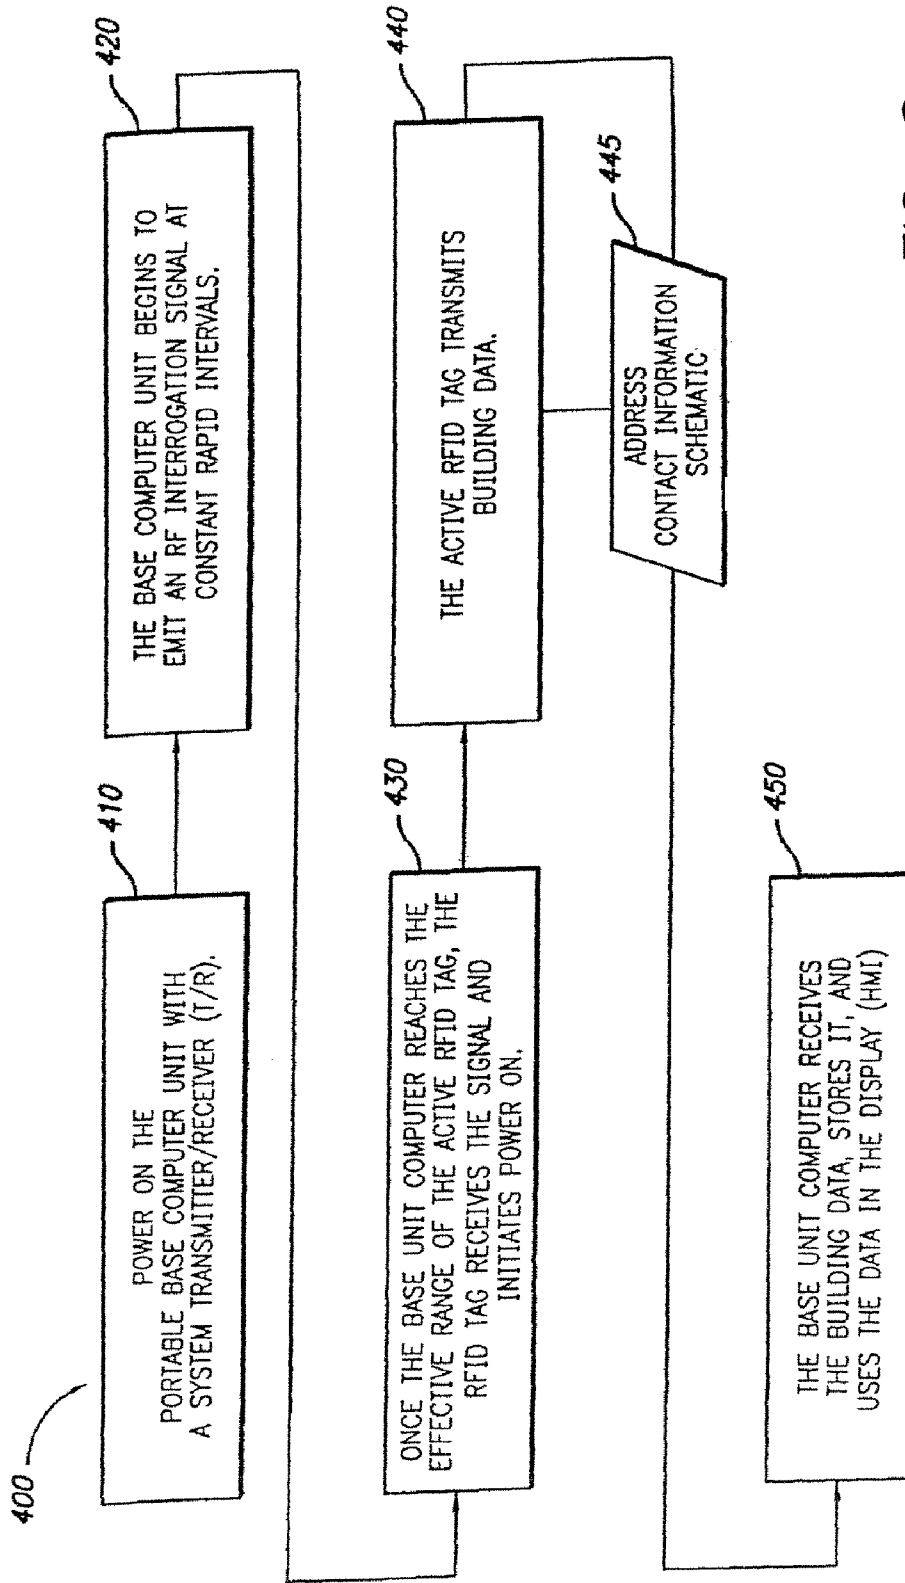 400
410
POWER ON THE
PORTABLE BASE COMPUTER UNIT WITH
A SYSTEM TRANSMITTER/RECEIVER (T/R).
420
THE BASE COMPUTER UNIT BEGINS TO
EMIT AN RF INTERROGATION SIGNAL AT
CONSTANT RAPID INTERVALS.
430
ONCE THE BASE UNIT COMPUTER REACHES THE
EFFECTIVE RANGE OF THE ACTIVE RFID TAG, THE
RFID TAG RECEIVES THE SIGNAL AND
INITIATES POWER ON.
440
THE ACTIVE RFID TAG TRANSMITS
BUILDING DATA.
445
ADDRESS
CONTACT INFORMATION
SCHEMATIC
450
THE BASE UNIT COMPUTER RECEIVES
THE BUILDING DATA, STORES IT, AND
USES THE DATA IN THE DISPLAY (HMI)